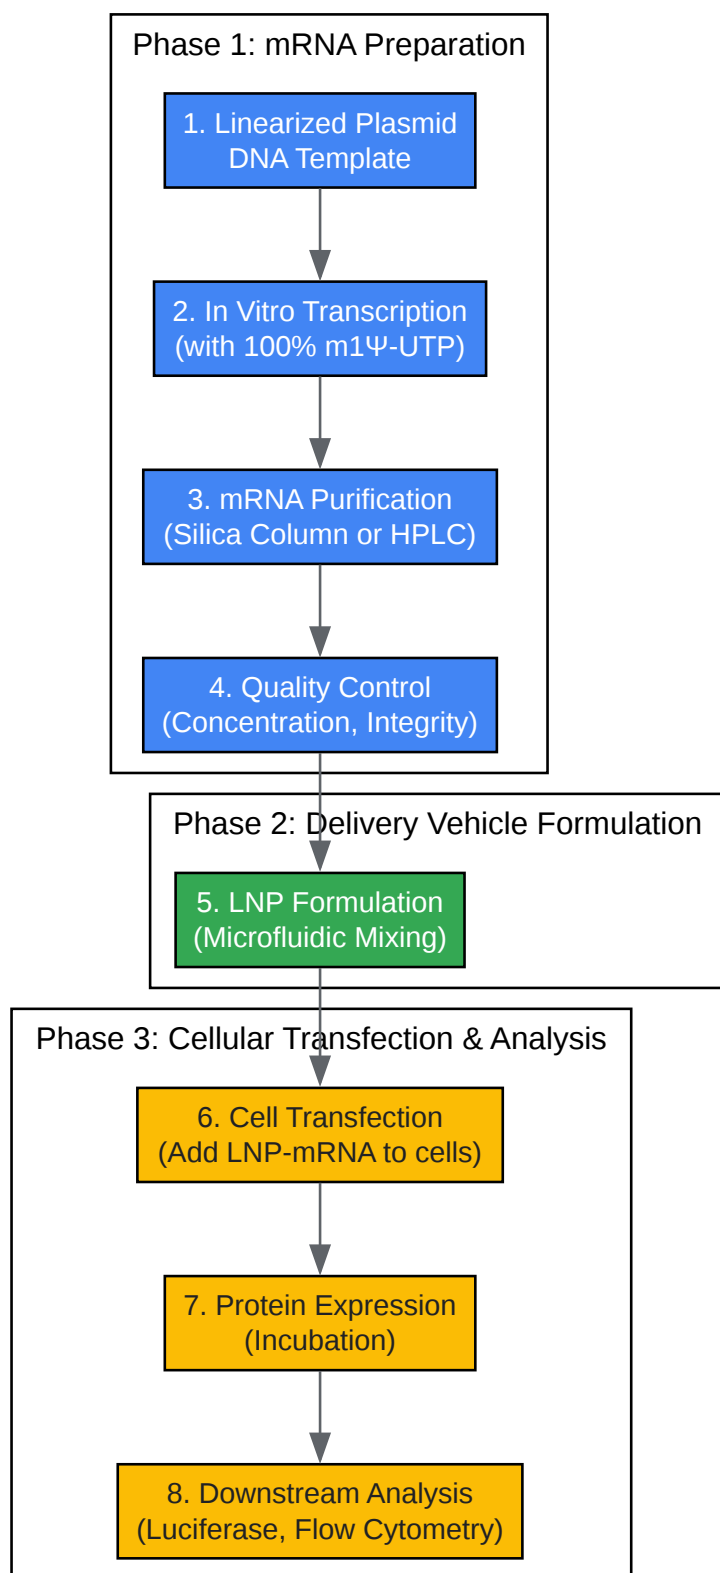 Phase 1: mRNA Preparation
1. Linearized Plasmid
DNA Template
2. In Vitro Transcription
(with 100% m1Ψ-UTP)
3. mRNA Purification
(Silica Column or HPLC)
4. Quality Control
(Concentration, Integrity)
Phase 2: Delivery Vehicle Formulation
5. LNP Formulation
(Microfluidic Mixing)
Phase 3: Cellular Transfection & Analysis
6. Cell Transfection
(Add LNP-mRNA to cells)
7. Protein Expression
(Incubation)
8. Downstream Analysis
(Luciferase, Flow Cytometry)